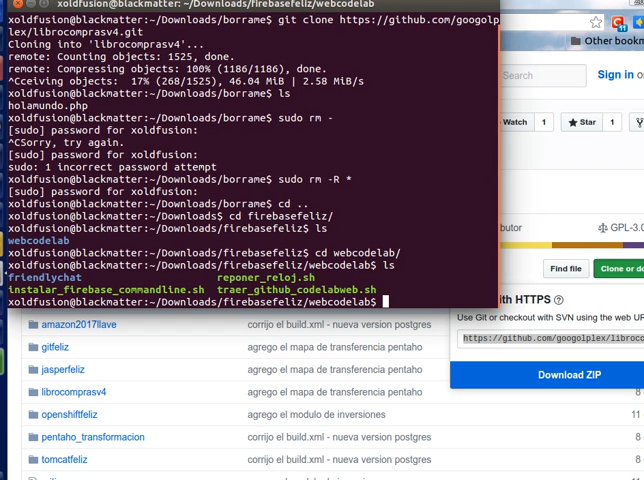 xoldfusion@blackmatter: ~/Downloads/firebasefeliz/webcodelab
xoldfusion@blackmatter:~/Downloads/borrame$ git clone https://github.com/googolp
lex/librocomprasv4.git
Cloning into 'librocomprasv4'...
remote: Counting objects: 1525, done.
remote: Compressing objects: 100% (1186/1186), done.
^Cceiving objects:  17% (268/1525), 46.04 MiB | 2.58 MiB/s
xoldfusion@blackmatter:~/Downloads/borrame$ ls
holamundo.php
xoldfusion@blackmatter:~/Downloads/borrame$ sudo rm -
[sudo] password for xoldfusion:
^CSorry, try again.
[sudo] password for xoldfusion:
sudo: 1 incorrect password attempt
xoldfusion@blackmatter:~/Downloads/borrame$ sudo rm -R *
[sudo] password for xoldfusion:
xoldfusion@blackmatter:~/Downloads/borrame$ cd ..
xoldfusion@blackmatter:~/Downloads$ cd firebasefeliz/
xoldfusion@blackmatter:~/Downloads/firebasefeliz$ ls
webcodelab
xoldfusion@blackmatter:~/Downloads/firebasefeliz$ cd webcodelab/
xoldfusion@blackmatter:~/Downloads/firebasefeliz/webcodelab$ ls
friendlychat reponer_reloj.sh
instalar_firebase_commandline.sh traer_github_codelabweb.sh
xoldfusion@blackmatter:~/Downloads/firebasefeliz/webcodelab$
11
Other bookm
Search
Sign in o
Watch 1 Star 1
butor GPL-3.0
Find file Clone or do
with HTTPS
Use Git or checkout with SVN using the web UR
https://github.com/googolplex/libroco
Download ZIP
amazon2017llave corrijo el build.xml - nueva version postgres
gitfeliz agrego el mapa de transferencia pentaho
jasperfeliz agrego el mapa de transferencia pentaho
librocomprasv4 corrijo el build.xml - nueva version postgres 8
openshiftfeliz agrego el modulo de inversiones 11
pentaho_transformacion corrijo el build.xml - nueva version postgres 8
tomcatfeliz corrijo el build.xml - nueva version postgres 8